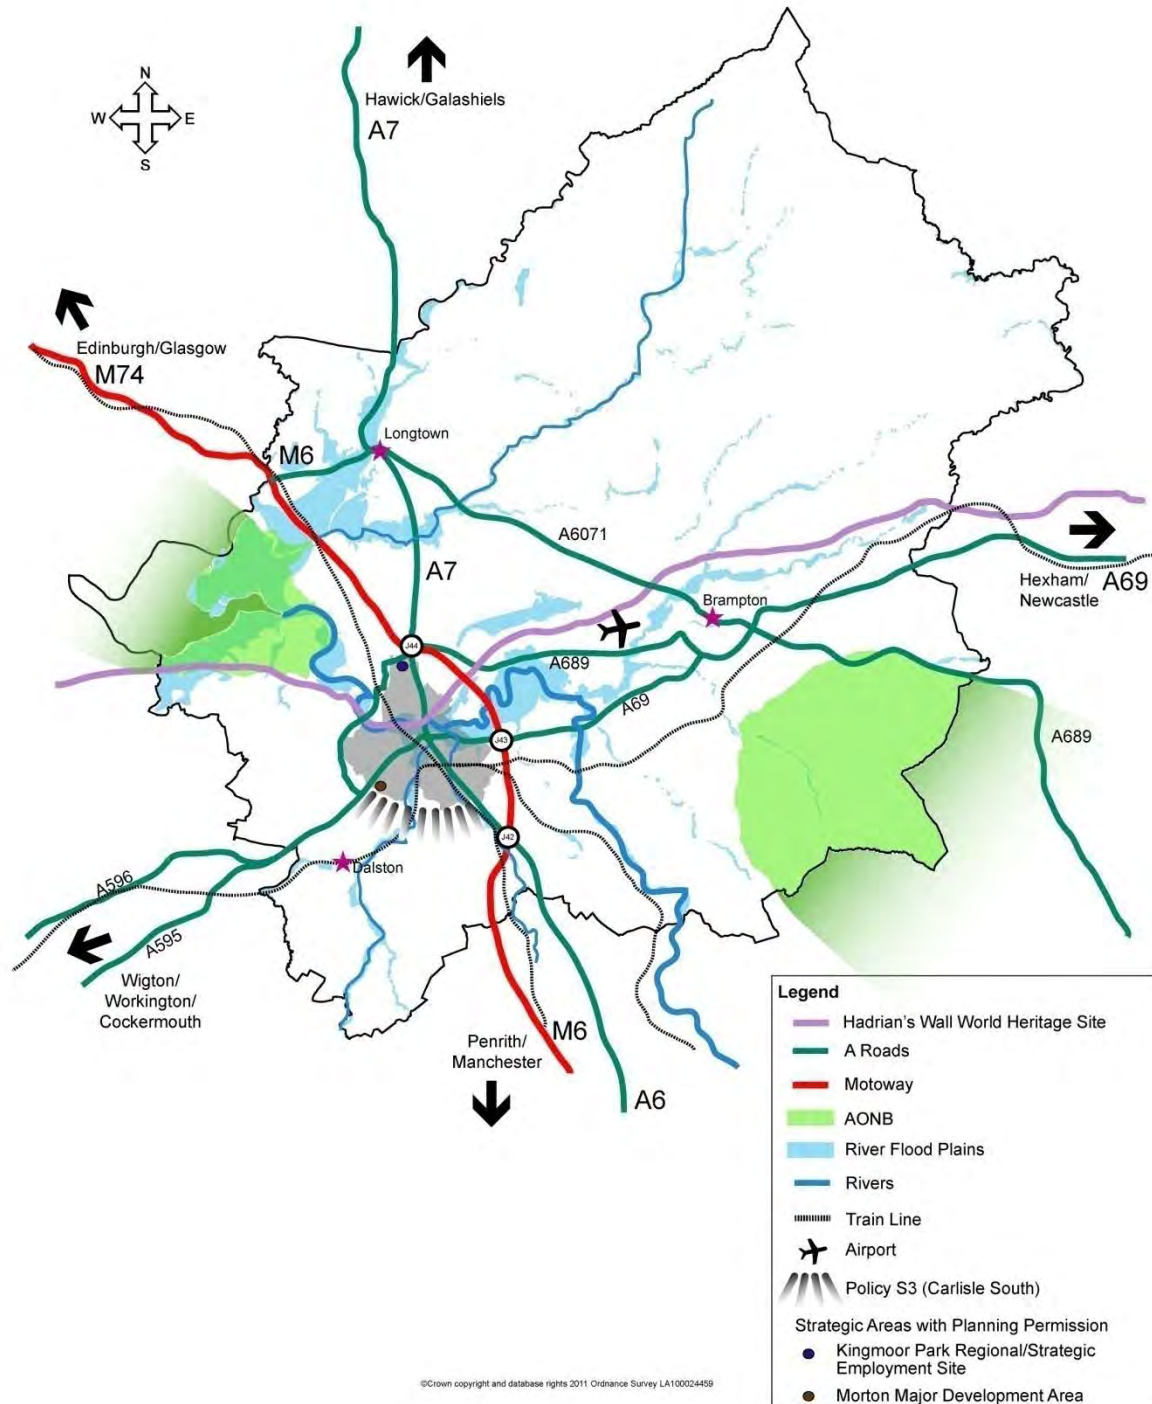 N
W
E
S
Hawick/Galashiels
A7
Edinburgh/Glasgow
M74
Longtown
M6
A6071
A7
Hexham/
Newcastle
A69
Brampton
J44
A689
A69
J43
A689
J42
Dalston
A596
A595
Wigton/
Workington/
Cockermouth
Penrith/
Manchester
M6
A6
Legend
Hadrian's Wall World Heritage Site
A Roads
Motoway
AONB
River Flood Plains
Rivers
Train Line
Airport
Policy S3 (Carlisle South)
Strategic Areas with Planning Permission
Kingmoor Park Regional/Strategic
Employment Site
Morton Major Development Area
©Crown copyright and database rights 2011 Ordnance Survey LA100024459